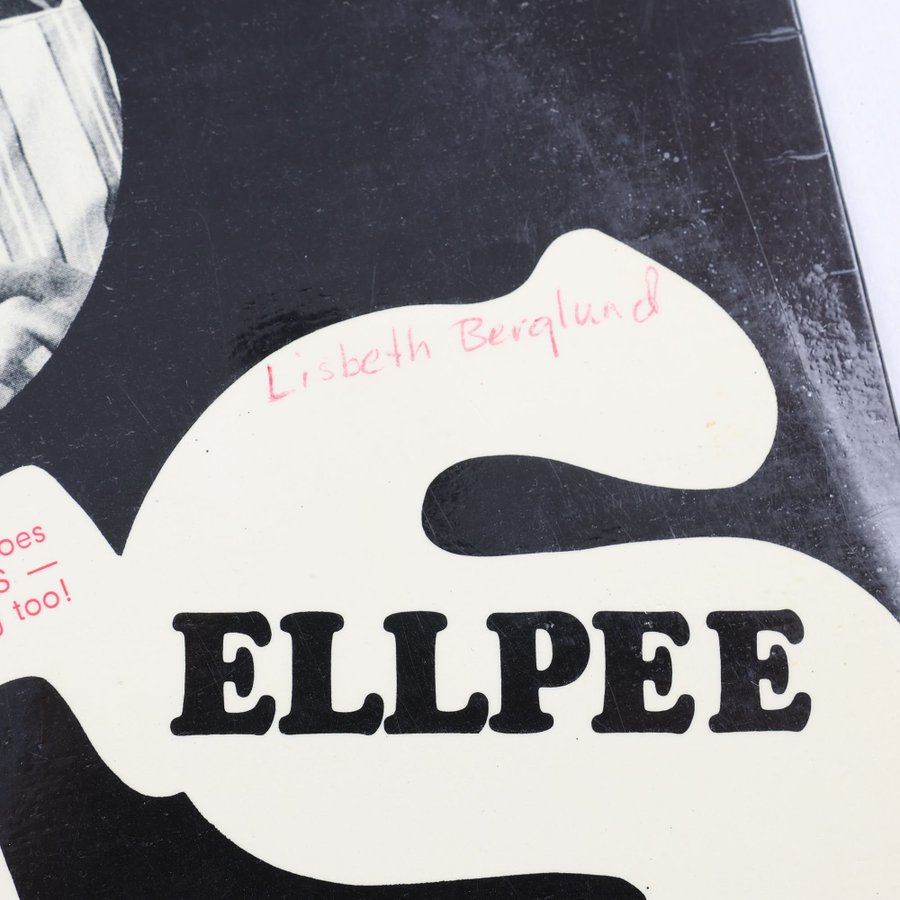 Lisbeth Berglund
oes
S —
too!
ELLPEE